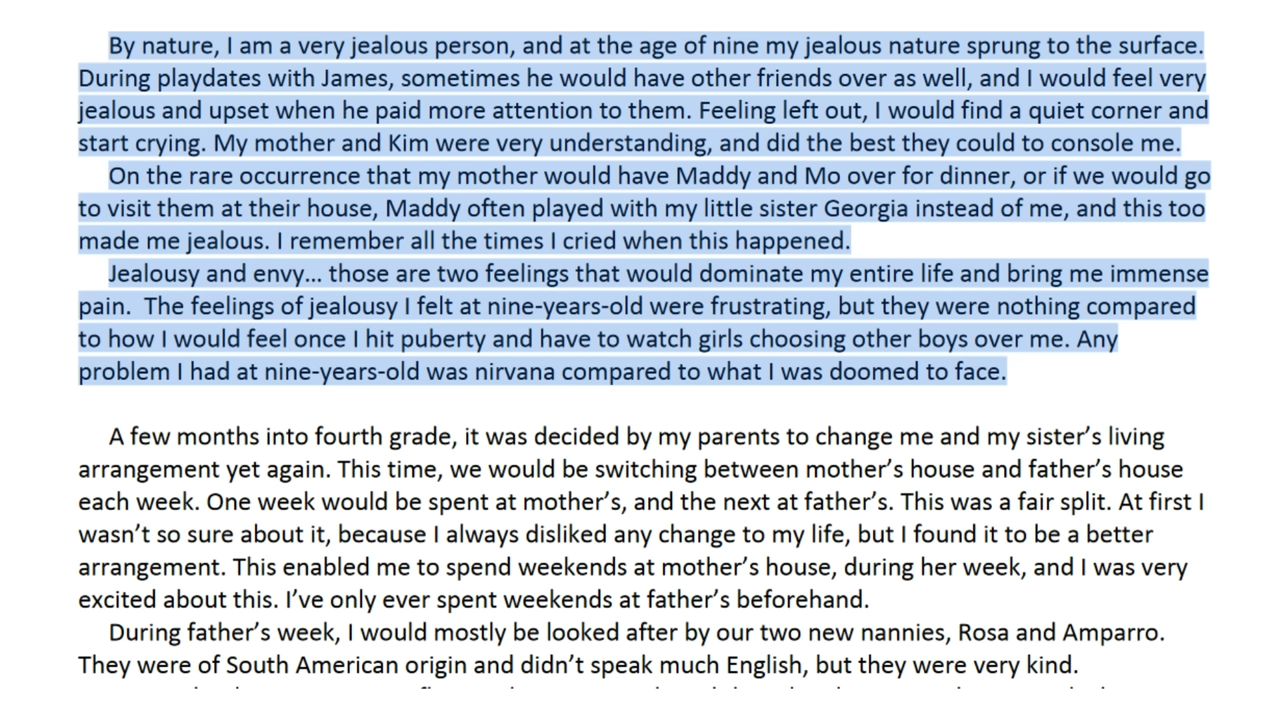 By nature, I am a very jealous person, and at the age of nine my jealous nature sprung to the surface.
During playdates with James, sometimes he would have other friends over as well, and I would feel very
jealous and upset when he paid more attention to them. Feeling left out, I would find a quiet corner and
start crying. My mother and Kim were very understanding, and did the best they could to console me.
On the rare occurrence that my mother would have Maddy and Mo over for dinner, or if we would go
to visit them at their house, Maddy often played with my little sister Georgia instead of me, and this too
made me jealous. I remember all the times I cried when this happened.
Jealousy and envy... those are two feelings that would dominate my entire life and bring me immense
pain.  The feelings of jealousy I felt at nine-years-old were frustrating, but they were nothing compared
to how I would feel once I hit puberty and have to watch girls choosing other boys over me. Any
problem I had at nine-years-old was nirvana compared to what I was doomed to face.
A few months into fourth grade, it was decided by my parents to change me and my sister’s living
arrangement yet again. This time, we would be switching between mother’s house and father’s house
each week. One week would be spent at mother’s, and the next at father’s. This was a fair split. At first I
wasn’t so sure about it, because I always disliked any change to my life, but I found it to be a better
arrangement. This enabled me to spend weekends at mother’s house, during her week, and I was very
excited about this. I’ve only ever spent weekends at father’s beforehand.
During father’s week, I would mostly be looked after by our two new nannies, Rosa and Amparro.
They were of South American origin and didn’t speak much English, but they were very kind.